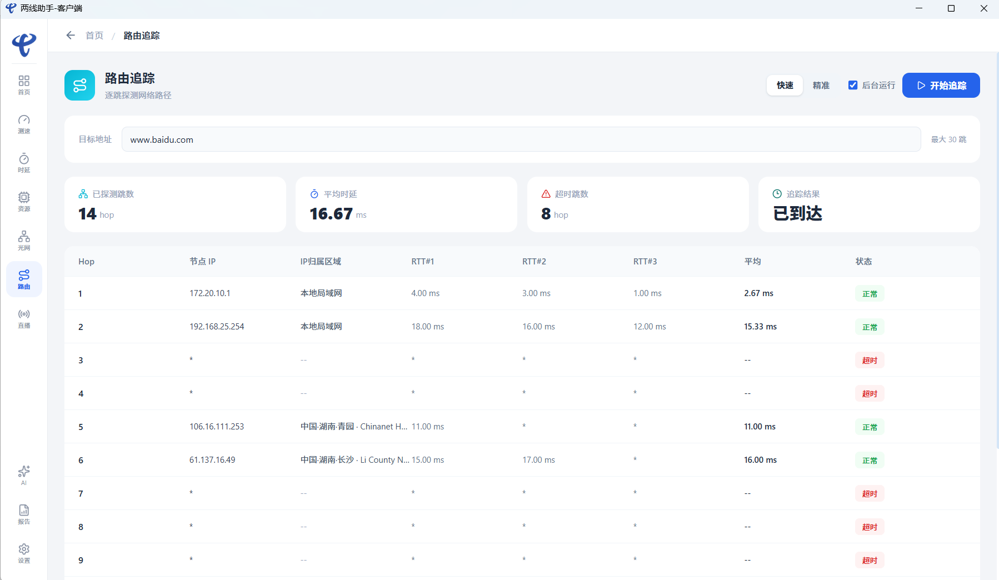 两线助手-客户端
首页 / 路由追踪
路由追踪
逐跳探测网络路径
快速 精准 后台运行 开始追踪
目标地址 www.baidu.com 最大 30 跳
已探测跳数 平均时延 超时跳数 追踪结果
14 hop 16.67 ms 8 hop 已到达
Hop 节点 IP IP归属区域 RTT#1 RTT#2 RTT#3 平均 状态
1 172.20.10.1 本地局域网 4.00 ms 3.00 ms 1.00 ms 2.67 ms 正常
2 192.168.25.254 本地局域网 18.00 ms 16.00 ms 12.00 ms 15.33 ms 正常
3 * -- * * * -- 超时
4 * -- * * * -- 超时
5 106.16.111.253 中国·湖南·青园 · Chinanet H... 11.00 ms * * 11.00 ms 正常
6 61.137.16.49 中国·湖南·长沙 · Li County N... 15.00 ms 17.00 ms * 16.00 ms 正常
7 * -- * * * -- 超时
8 * -- * * * -- 超时
9 * -- * * * -- 超时
首页
测速
时延
资源
光网
路由
直播
AI
报告
设置